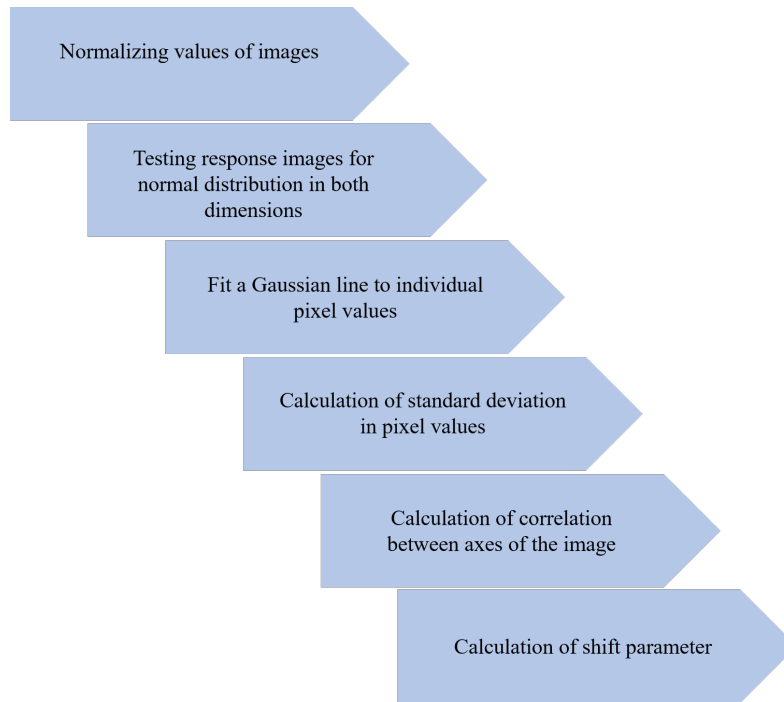 Normalizing values of images
Testing response images for
normal distribution in both
dimensions
Fit a Gaussian line to individual
pixel values
Calculation of standard deviation
in pixel values
Calculation of correlation
between axes of the image
Calculation of shift parameter